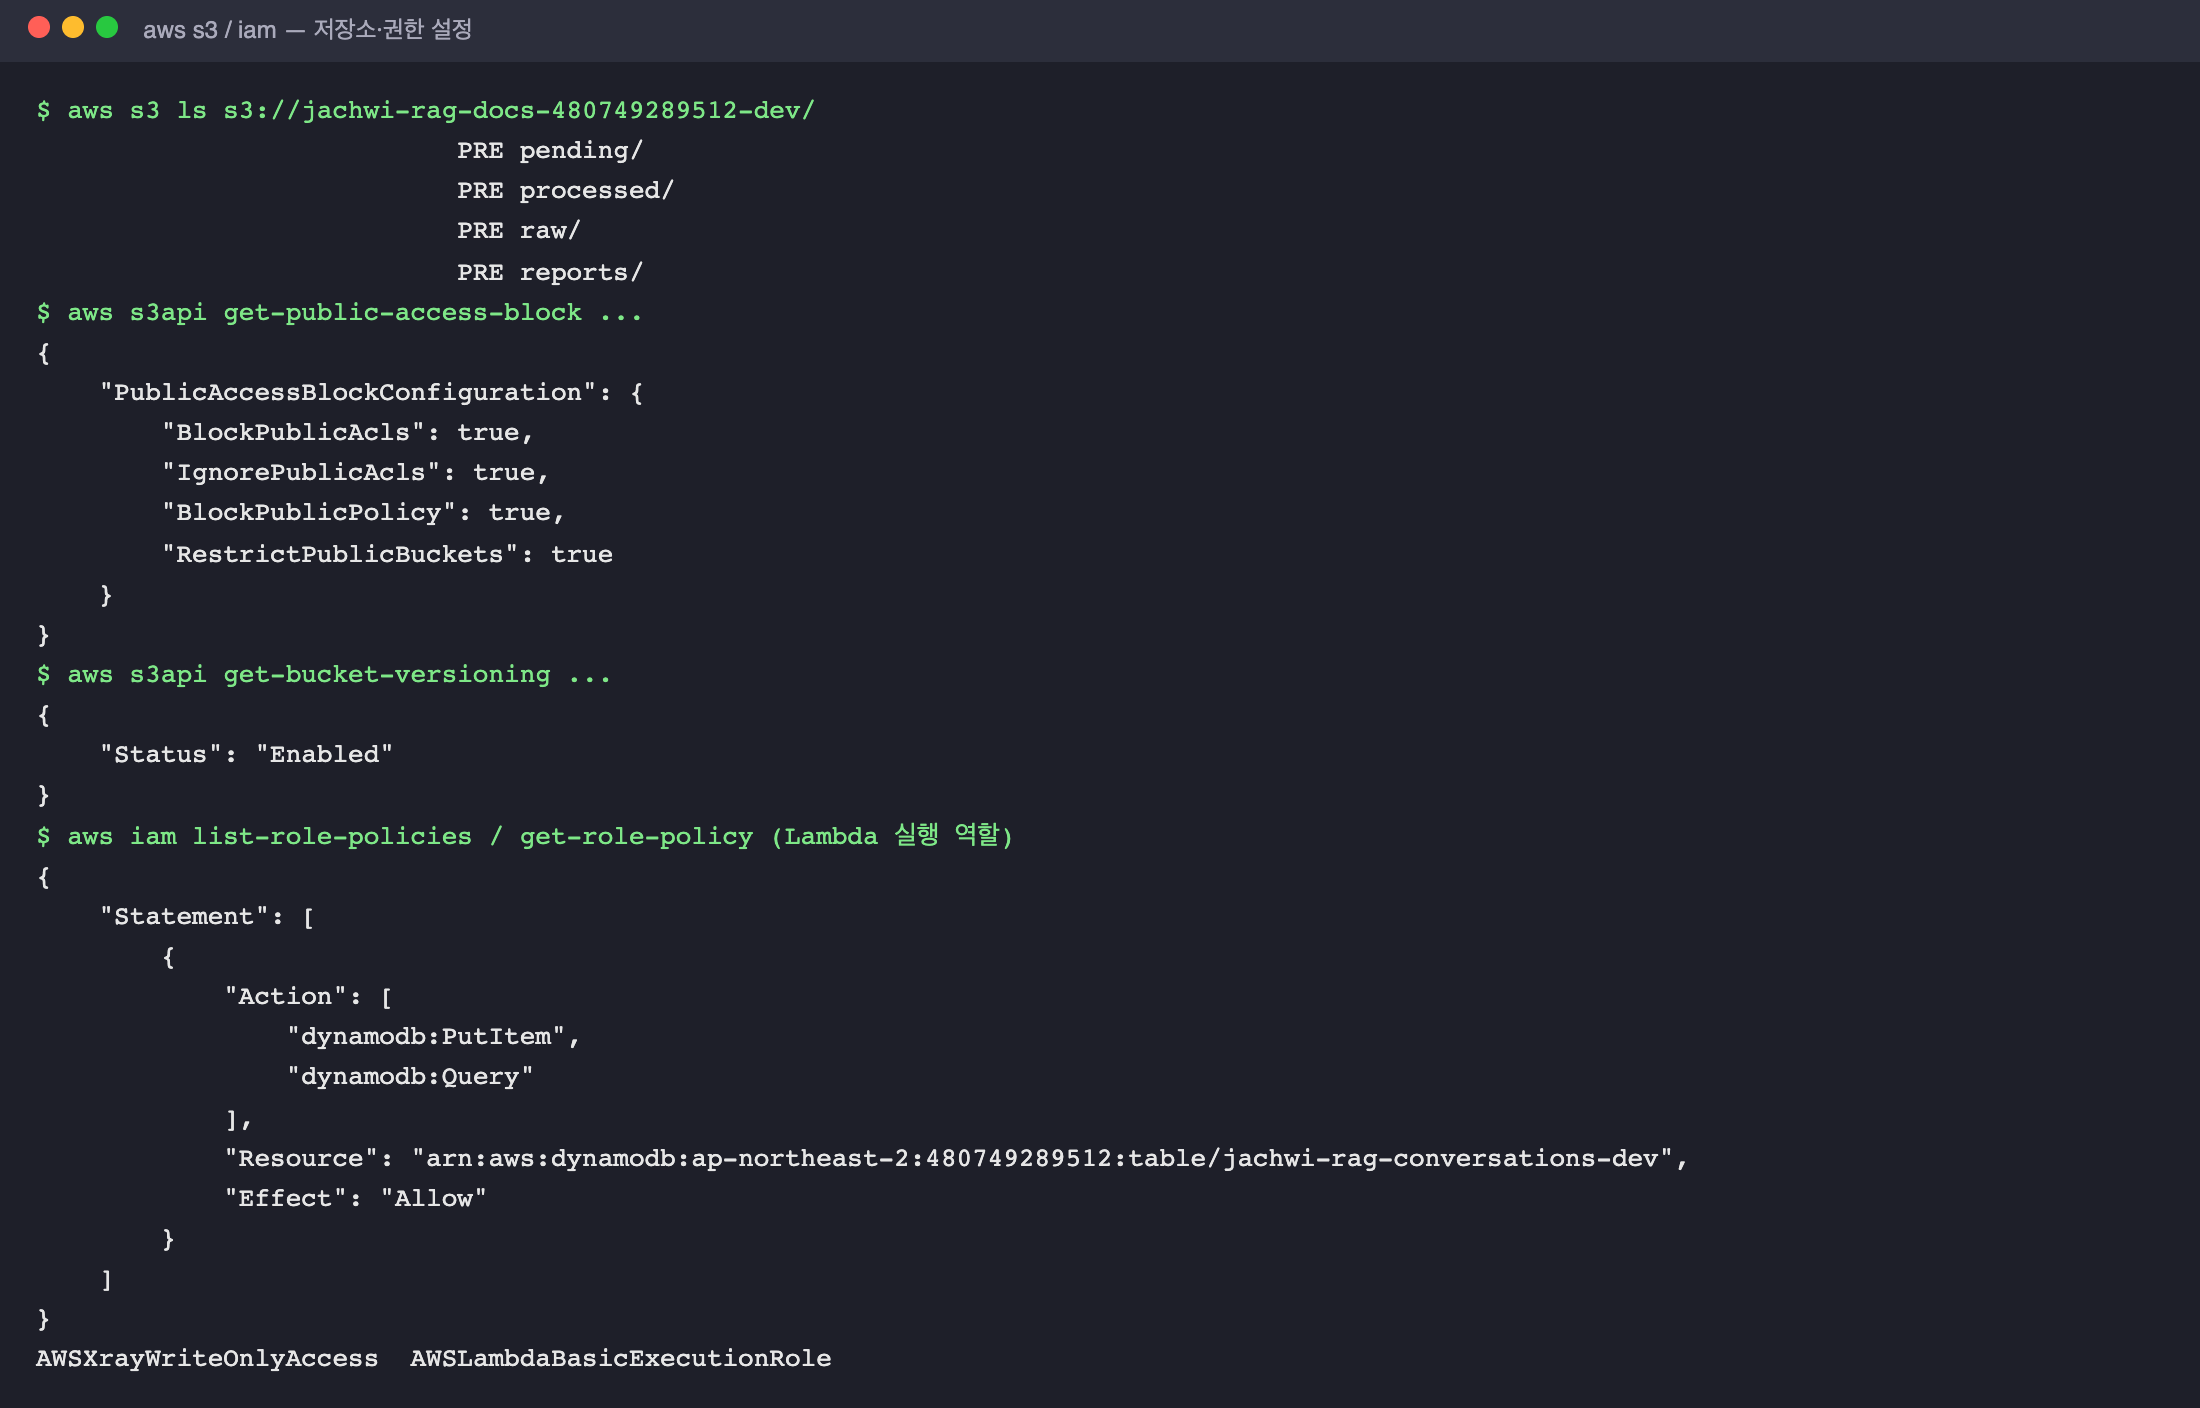 aws s3 / iam — 저장소·권한 설정
$ aws s3 ls s3://jachwi-rag-docs-480749289512-dev/
                           PRE pending/
                           PRE processed/
                           PRE raw/
                           PRE reports/
$ aws s3api get-public-access-block ...
{
    "PublicAccessBlockConfiguration": {
        "BlockPublicAcls": true,
        "IgnorePublicAcls": true,
        "BlockPublicPolicy": true,
        "RestrictPublicBuckets": true
    }
}
$ aws s3api get-bucket-versioning ...
{
    "Status": "Enabled"
}
$ aws iam list-role-policies / get-role-policy (Lambda 실행 역할)
{
    "Statement": [
        {
            "Action": [
                "dynamodb:PutItem",
                "dynamodb:Query"
            ],
            "Resource": "arn:aws:dynamodb:ap-northeast-2:480749289512:table/jachwi-rag-conversations-dev",
            "Effect": "Allow"
        }
    ]
}
AWSXrayWriteOnlyAccess  AWSLambdaBasicExecutionRole